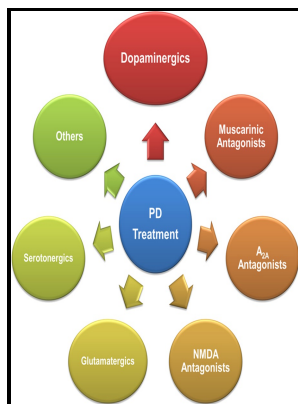 Dopaminergics
Others
Muscarinic
Antagonists
PD
Treatment
Serotonergics
A2A
Antagonists
Glutamatergics
NMDA
Antagonists